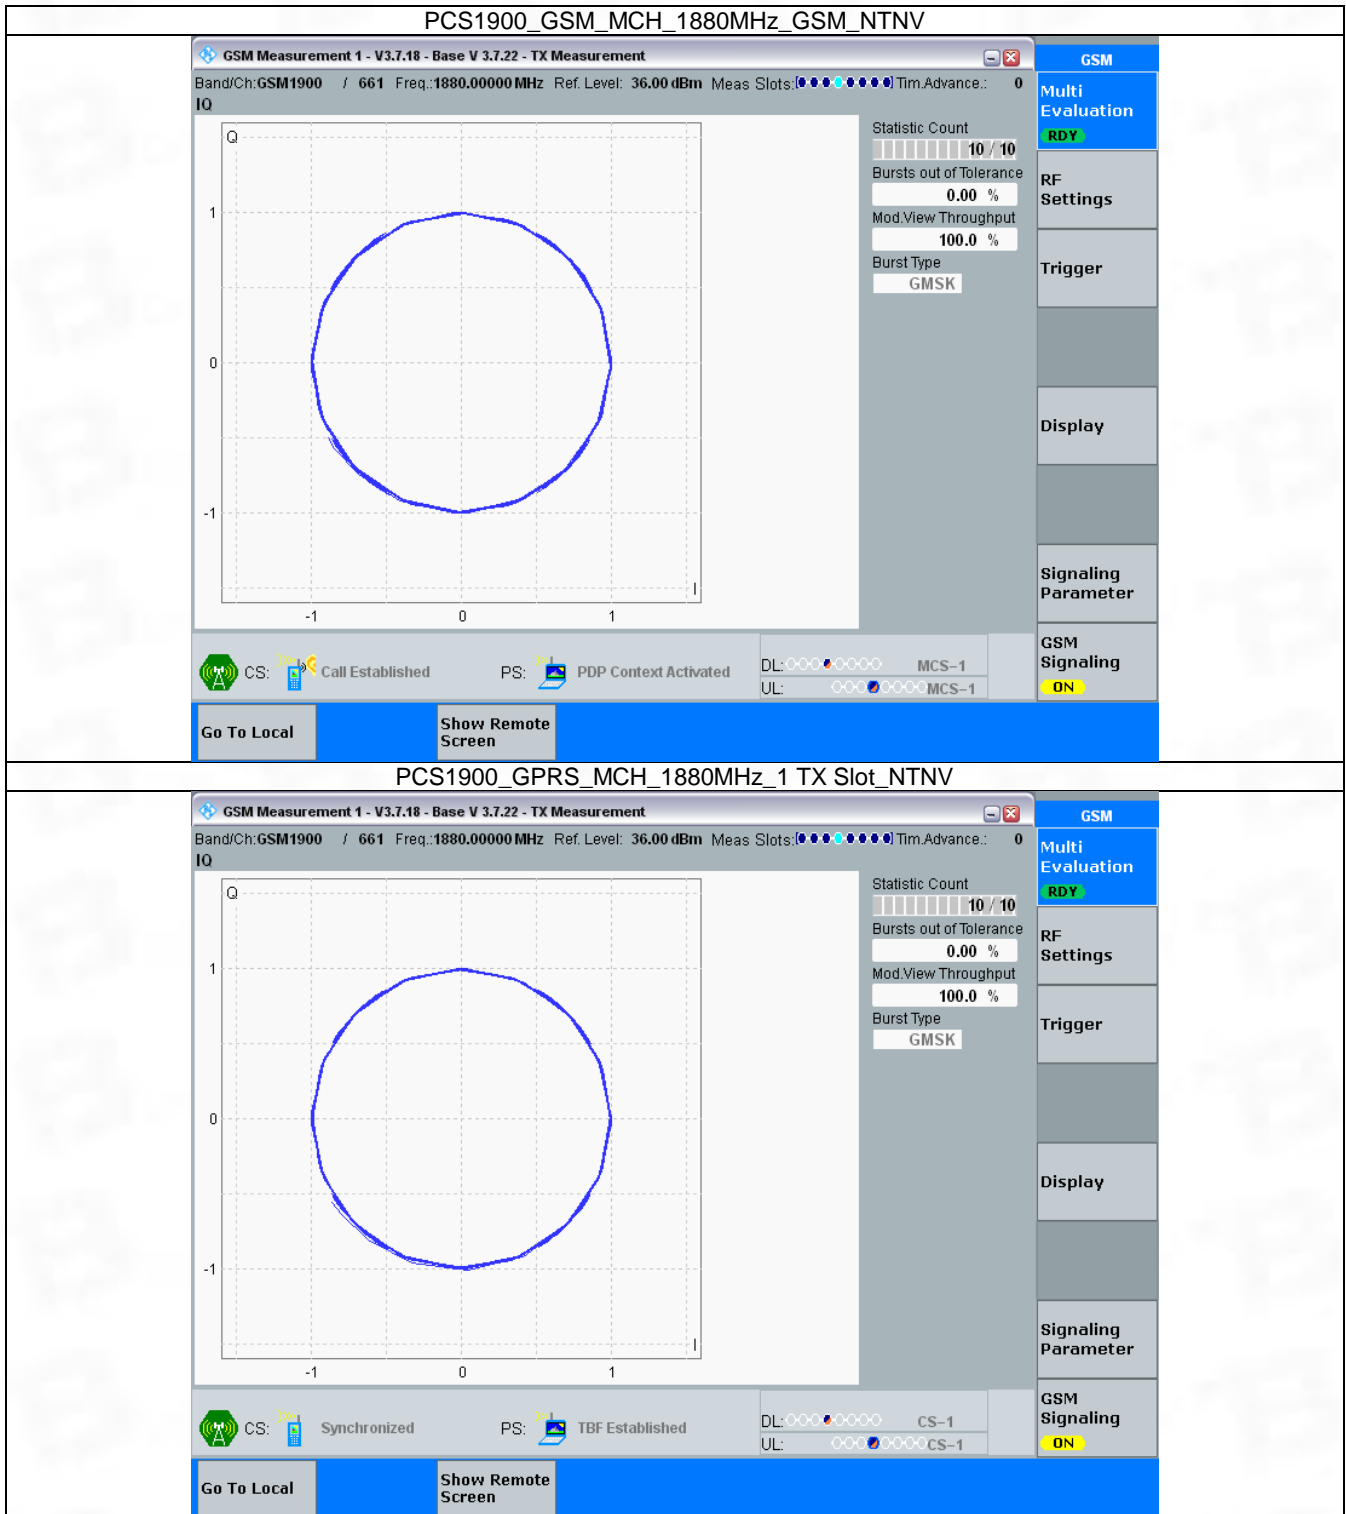 PCS1900_GSM_MCH_1880MHz_GSM_NTNV
GSM Measurement 1 - V3.7.18 - Base V 3.7.22 - TX Measurement
GSM
Band/Ch:GSM1900 / 661 Freq.:1880.00000 MHz Ref. Level: 36.00 dBm Meas Slots: Tim.Advance.: 0
IQ
Multi
Evaluation
RDY
Q
Statistic Count
10 / 10
Bursts out of Tolerance
0.00 %
Mod.View Throughput
100.0 %
Burst Type
GMSK
RF
Settings
Trigger
Display
Signaling
Parameter
GSM
Signaling
ON
1
0
-1
I
-1 0 1
CS: Call Established PS: PDP Context Activated DL: MCS-1
UL: MCS-1
Go To Local
Show Remote
Screen
PCS1900_GPRS_MCH_1880MHz_1 TX Slot_NTNV
GSM Measurement 1 - V3.7.18 - Base V 3.7.22 - TX Measurement
GSM
Band/Ch:GSM1900 / 661 Freq.:1880.00000 MHz Ref. Level: 36.00 dBm Meas Slots: Tim.Advance.: 0
IQ
Multi
Evaluation
RDY
Q
Statistic Count
10 / 10
Bursts out of Tolerance
0.00 %
Mod.View Throughput
100.0 %
Burst Type
GMSK
RF
Settings
Trigger
Display
Signaling
Parameter
GSM
Signaling
ON
1
0
-1
I
-1 0 1
CS: Synchronized PS: TBF Established DL: CS-1
UL: CS-1
Go To Local
Show Remote
Screen